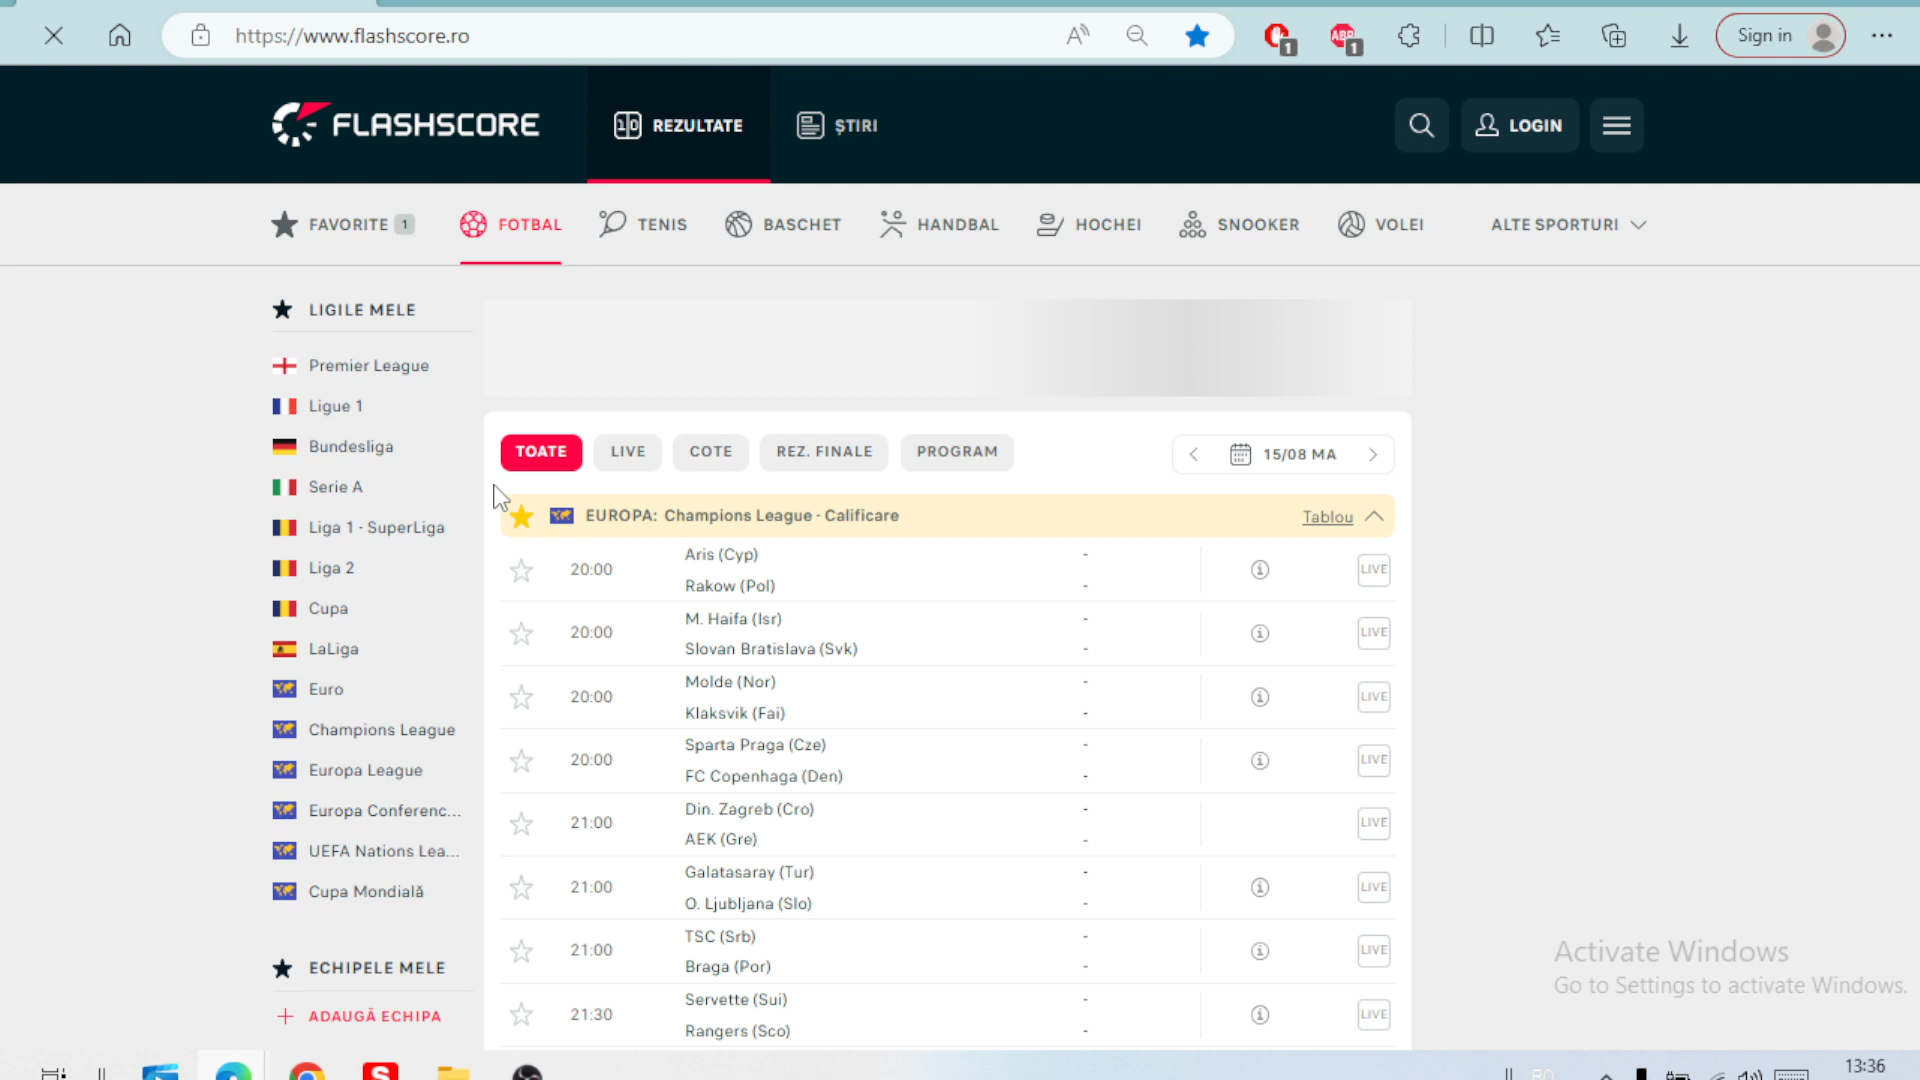 https://www.flashscore.ro
1
ABP
1
Sign in
FLASHSCORE
REZULTATE
ȘTIRI
LOGIN
FAVORITE 1
FOTBAL
TENIS
BASCHET
HANDBAL
HOCHEI
SNOOKER
VOLEI
ALTE SPORTURI
LIGILE MELE
Premier League
Ligue 1
Bundesliga
Serie A
Liga 1 - SuperLiga
Liga 2
Cupa
LaLiga
Euro
Champions League
Europa League
Europa Conferenc...
UEFA Nations Lea...
Cupa Mondială
ECHIPELE MELE
+ ADAUGĂ ECHIPA
TOATE
LIVE
COTE
REZ. FINALE
PROGRAM
15/08 MA
EUROPA: Champions League - Calificare
Tablou
20:00
Aris (Cyp) -
Rakow (Pol) -
LIVE
20:00
M. Haifa (Isr) -
Slovan Bratislava (Svk) -
LIVE
20:00
Molde (Nor) -
Klaksvik (Fai) -
LIVE
20:00
Sparta Praga (Cze) -
FC Copenhaga (Den) -
LIVE
21:00
Din. Zagreb (Cro) -
AEK (Gre) -
LIVE
21:00
Galatasaray (Tur) -
O. Ljubljana (Slo) -
LIVE
21:00
TSC (Srb) -
Braga (Por) -
LIVE
21:30
Servette (Sui) -
Rangers (Sco) -
LIVE
Activate Windows
Go to Settings to activate Windows.
13:36